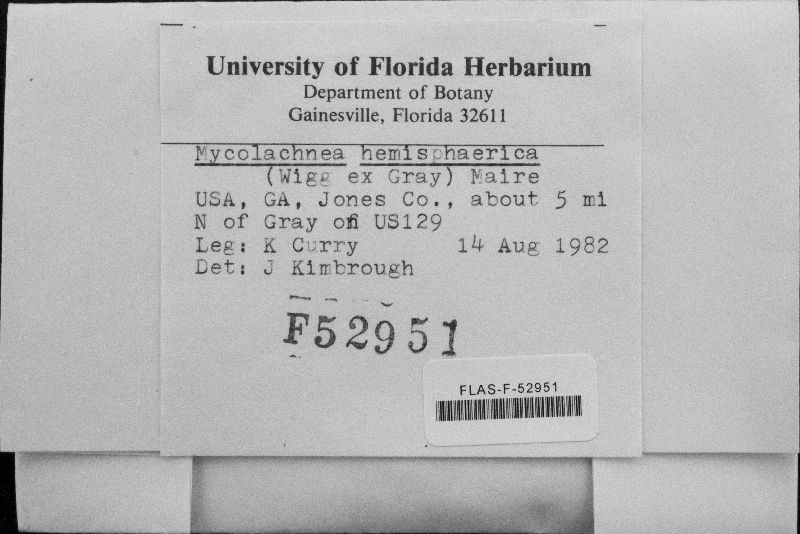 University of Florida Herbarium
Department of Botany
Gainesville, Florida 32611
Mycolachnea hemisphaerica
(Wigg ex Gray) Maire
USA, GA, Jones Co., about 5 mi
N of Gray on US129
Leg: K Curry 14 Aug 1982
Det: J Kimbrough
F52951
FLAS-F-52951